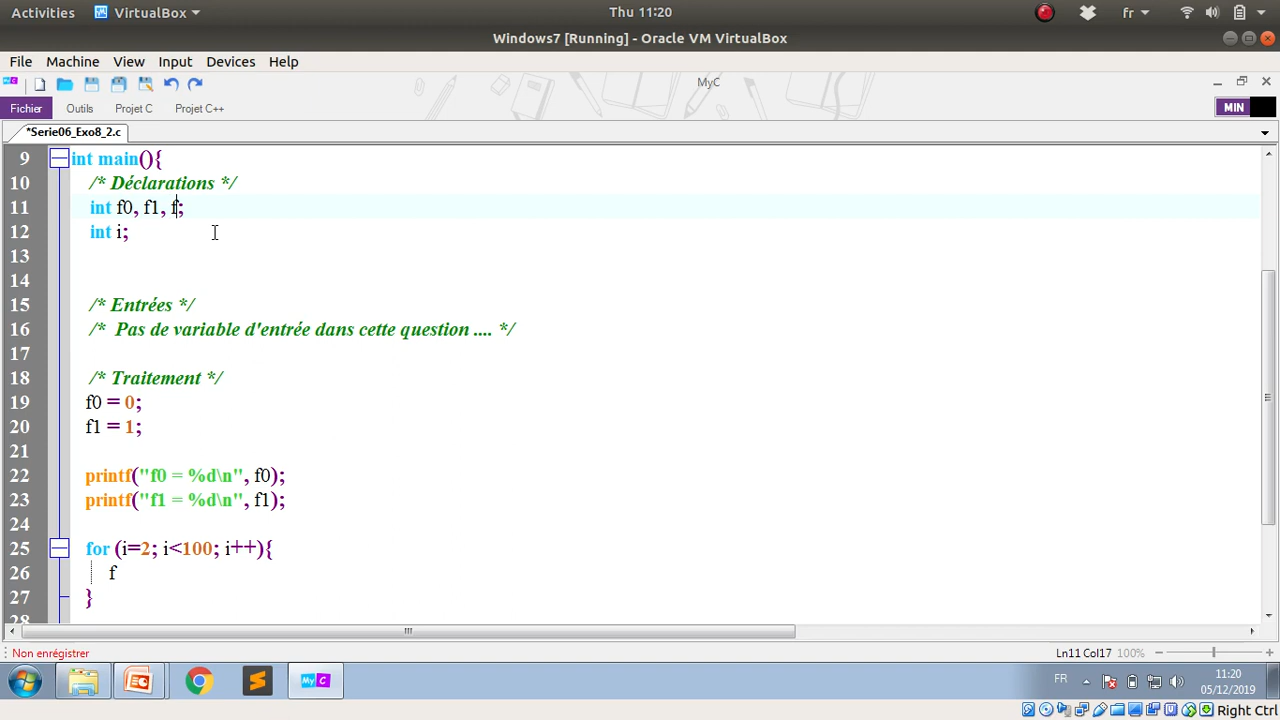 Activities VirtualBox Thu 11:20 fr
Windows7 [Running] - Oracle VM VirtualBox
File Machine View Input Devices Help
MyC
Fichier Outils Projet C Projet C++ MIN
*Serie06_Exo8_2.c
9 int main(){
10 /* Déclarations */
11 int f0, f1, f;
12 int i;
13
14
15 /* Entrées */
16 /* Pas de variable d'entrée dans cette question .... */
17
18 /* Traitement */
19 f0 = 0;
20 f1 = 1;
21
22 printf("f0 = %d\n", f0);
23 printf("f1 = %d\n", f1);
24
25 for (i=2; i<100; i++){
26 f
27 }
28
Non enregistrer Ln11 Col17 100%
MyC FR 11:20
05/12/2019
Right Ctrl